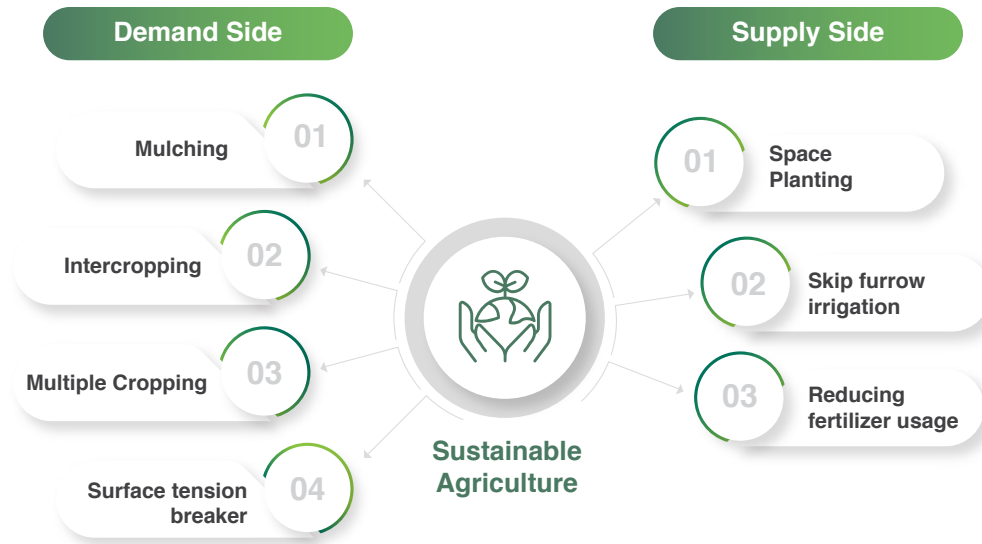 Demand Side
01
Mulching
02
Intercropping
03
Multiple Cropping
04
Surface tension
breaker
Sustainable
Agriculture
Supply Side
01
Space
Planting
02
Skip furrow
irrigation
03
Reducing
fertilizer usage